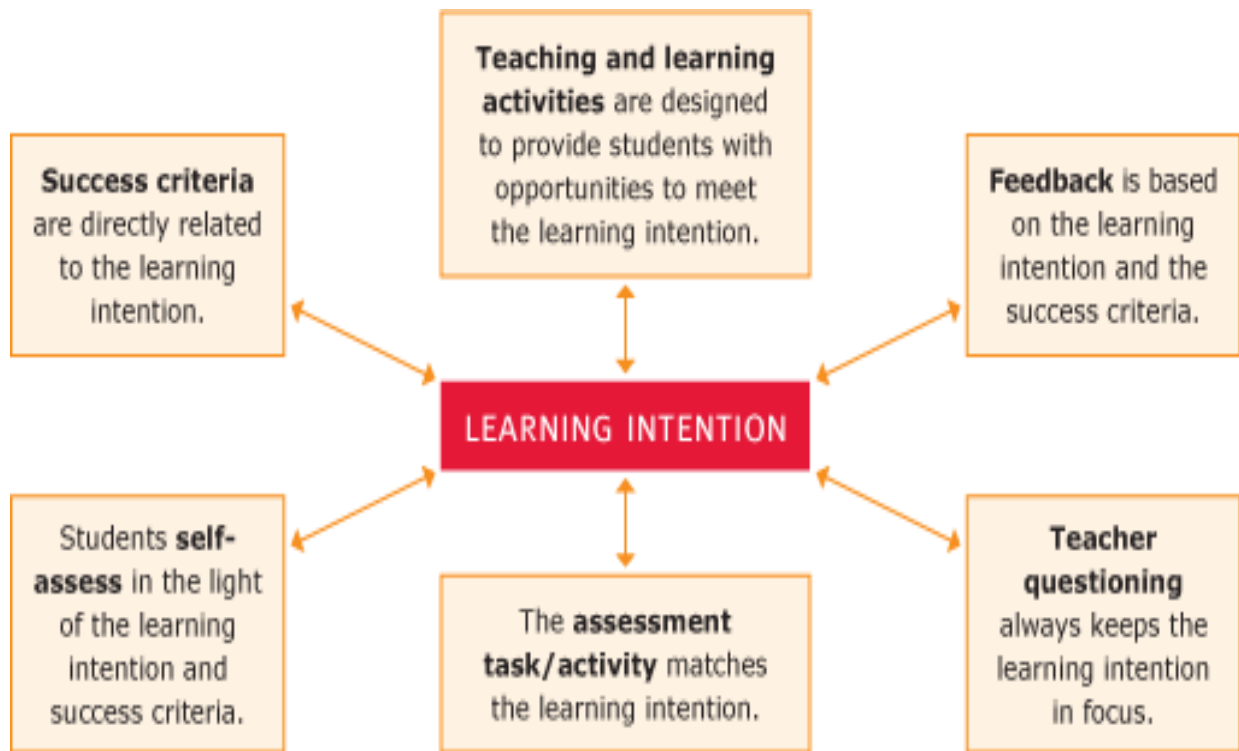 Teaching and learning
activities are designed
to provide students with
opportunities to meet
the learning intention.
Success criteria
are directly related
to the learning
intention.
Feedback is based
on the learning
intention and the
success criteria.
LEARNING INTENTION
Students self-
assess in the light
of the learning
intention and
success criteria.
The assessment
task/activity matches
the learning intention.
Teacher
questioning
always keeps the
learning intention
in focus.